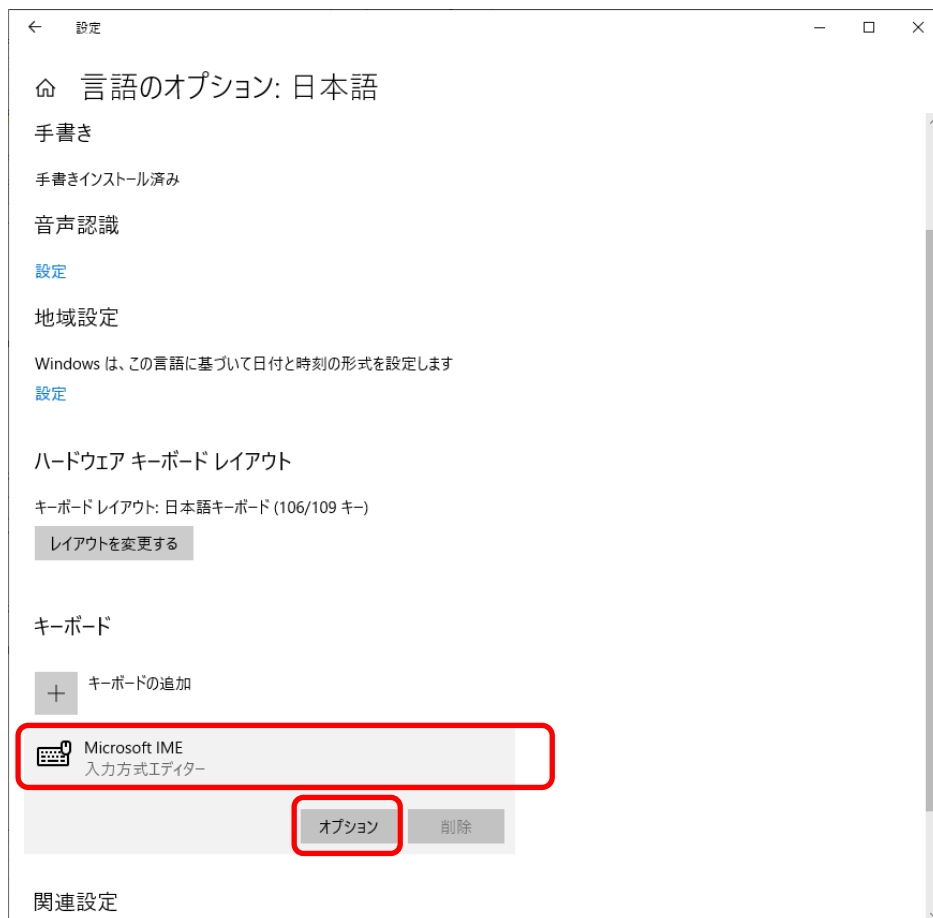 設定
言語のオプション: 日本語
手書き
手書きインストール済み
音声認識
設定
地域設定
Windows は、この言語に基づいて日付と時刻の形式を設定します
設定
ハードウェア キーボード レイアウト
キーボード レイアウト: 日本語キーボード (106/109 キー)
レイアウトを変更する
キーボード
キーボードの追加
Microsoft IME
入力方式エディター
オプション 削除
関連設定